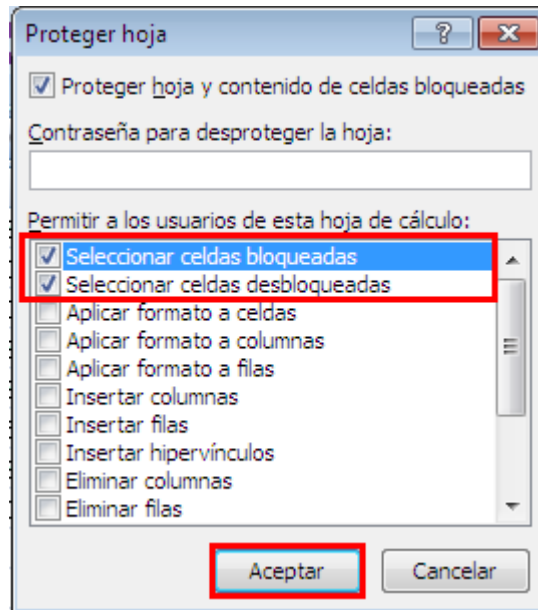 Proteger hoja
Proteger hoja y contenido de celdas bloqueadas
Contraseña para desproteger la hoja:
Permitir a los usuarios de esta hoja de cálculo:
Seleccionar celdas bloqueadas
Seleccionar celdas desbloqueadas
Aplicar formato a celdas
Aplicar formato a columnas
Aplicar formato a filas
Insertar columnas
Insertar filas
Insertar hipervínculos
Eliminar columnas
Eliminar filas
Aceptar Cancelar